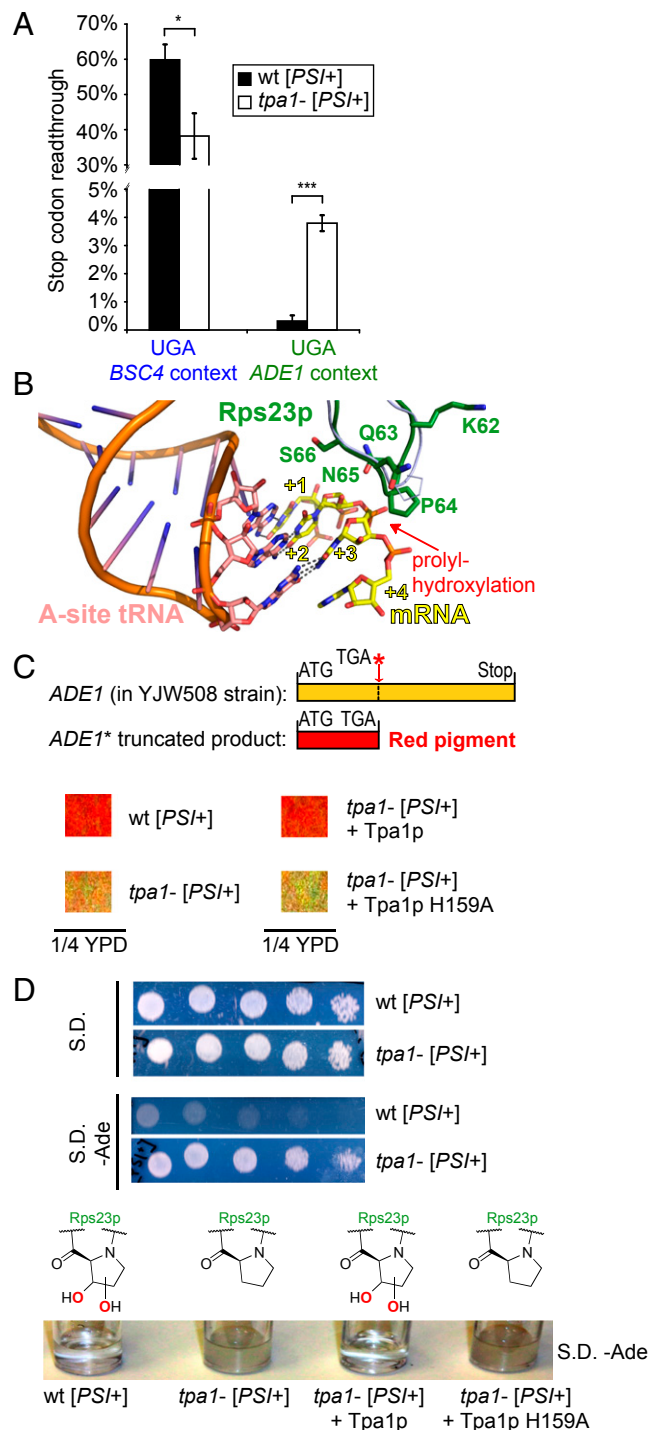 A
Stop codon readthrough
70%
60%
50%
40%
30%
5%
4%
3%
2%
1%
0%
*
***
wt [PSI+]
tpa1- [PSI+]
UGA
BSC4 context
UGA
ADE1 context
B
Rps23p
K62
Q63
S66
N65
P64
+1
+2
+3
+4
prolyl-
hydroxylation
A-site tRNA
mRNA
C
ADE1 (in YJW508 strain):
ATG
TGA
*
Stop
ADE1* truncated product:
ATG TGA
Red pigment
wt [PSI+]
tpa1- [PSI+]
+ Tpa1p
tpa1- [PSI+]
tpa1- [PSI+]
+ Tpa1p H159A
1/4 YPD
1/4 YPD
D
S.D.
wt [PSI+]
tpa1- [PSI+]
S.D.
-Ade
wt [PSI+]
tpa1- [PSI+]
Rps23p
Rps23p
Rps23p
Rps23p
O
N
HO
OH
O
N
O
N
HO
OH
O
N
S.D. -Ade
wt [PSI+]
tpa1- [PSI+]
tpa1- [PSI+]
+ Tpa1p
tpa1- [PSI+]
+ Tpa1p H159A